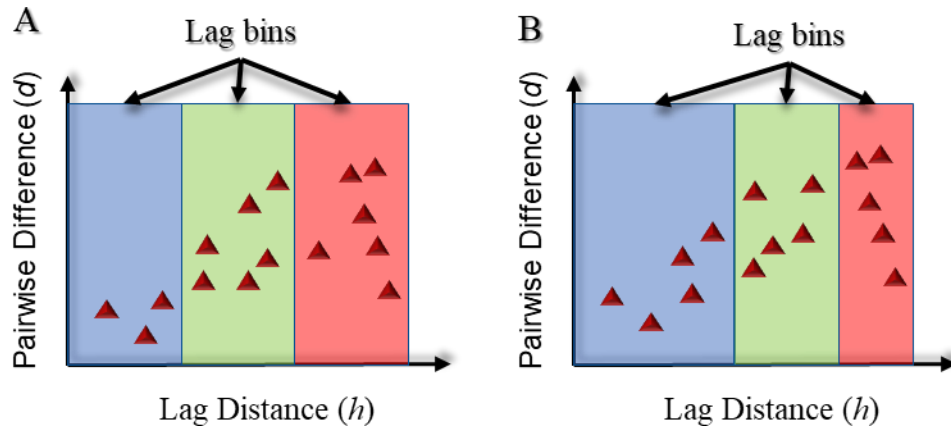 A
Lag bins
Pairwise Difference (d)
Lag Distance (h)
B
Lag bins
Pairwise Difference (d)
Lag Distance (h)